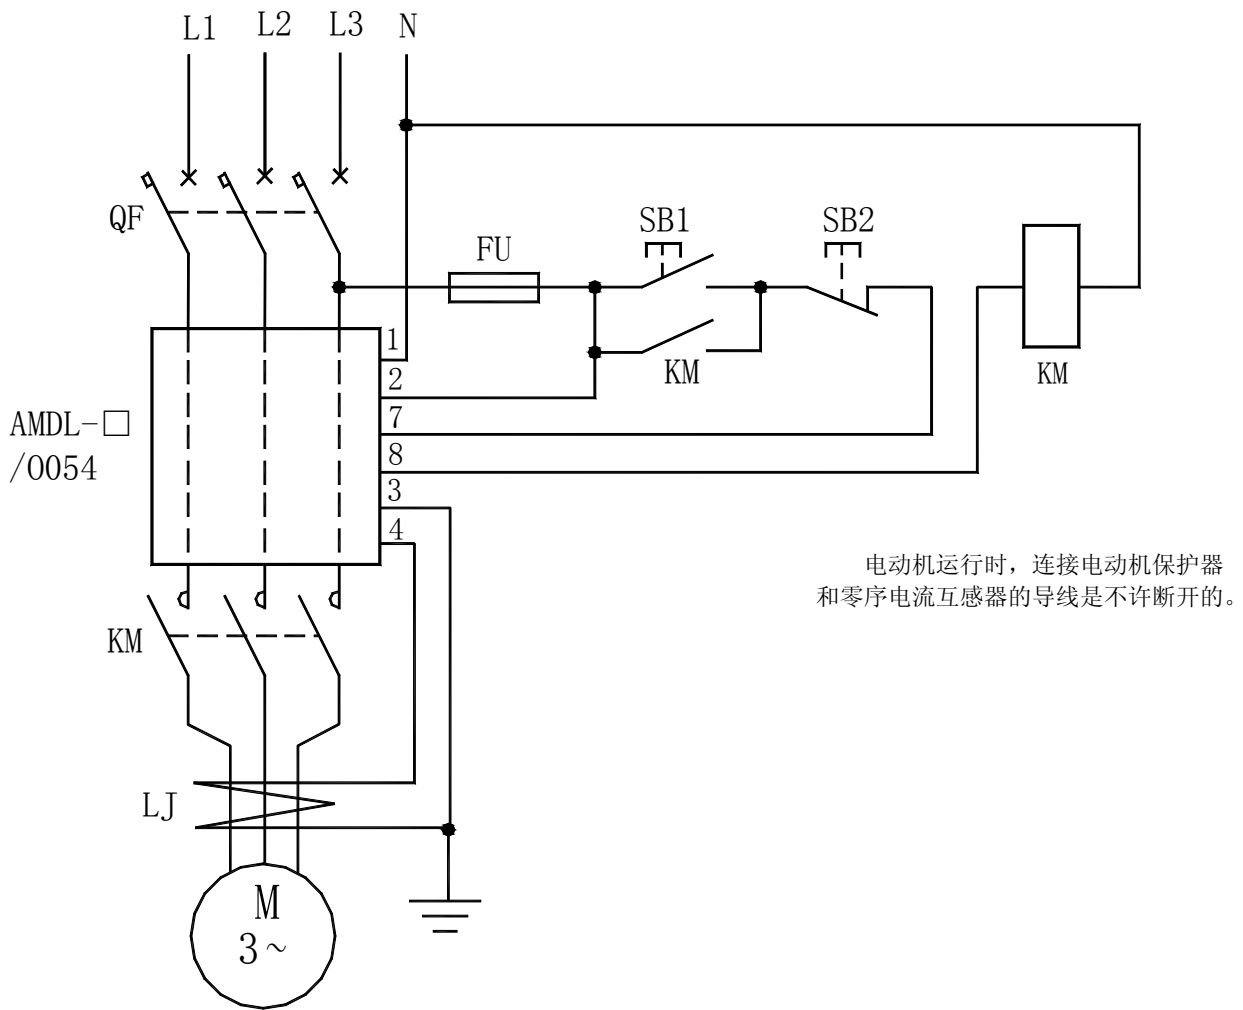 L1 L2 L3 N
QF
FU
SB1
SB2
KM
KM
1
2
7
8
3
4
AMDL-□
/0054
电动机运行时，连接电动机保护器
和零序电流互感器的导线是不许断开的。
KM
LJ
M
3~